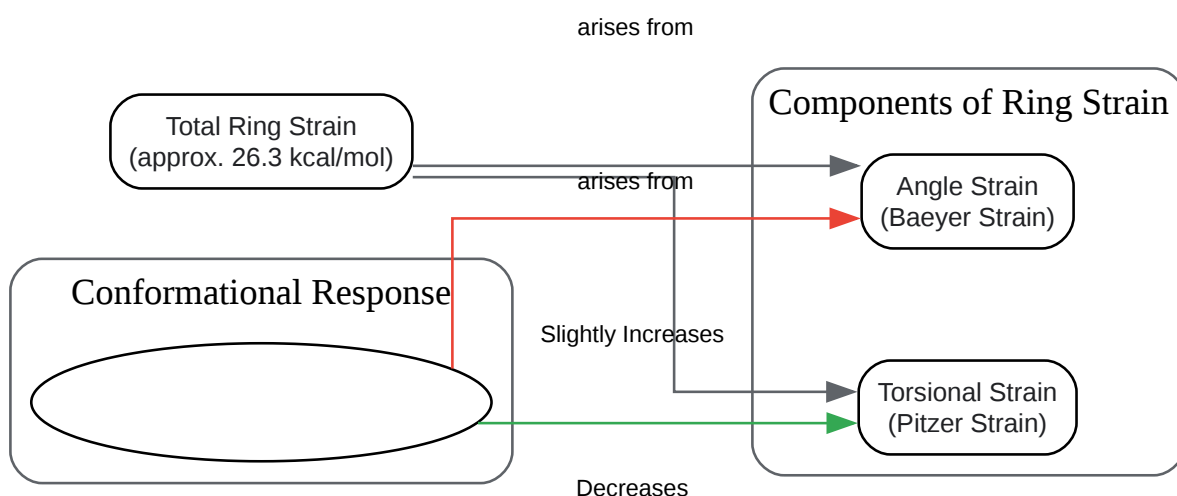 arises from
Components of Ring Strain
Total Ring Strain
(approx. 26.3 kcal/mol)
arises from
Angle Strain
(Baeyer Strain)
Conformational Response
Slightly Increases
Torsional Strain
(Pitzer Strain)
Decreases